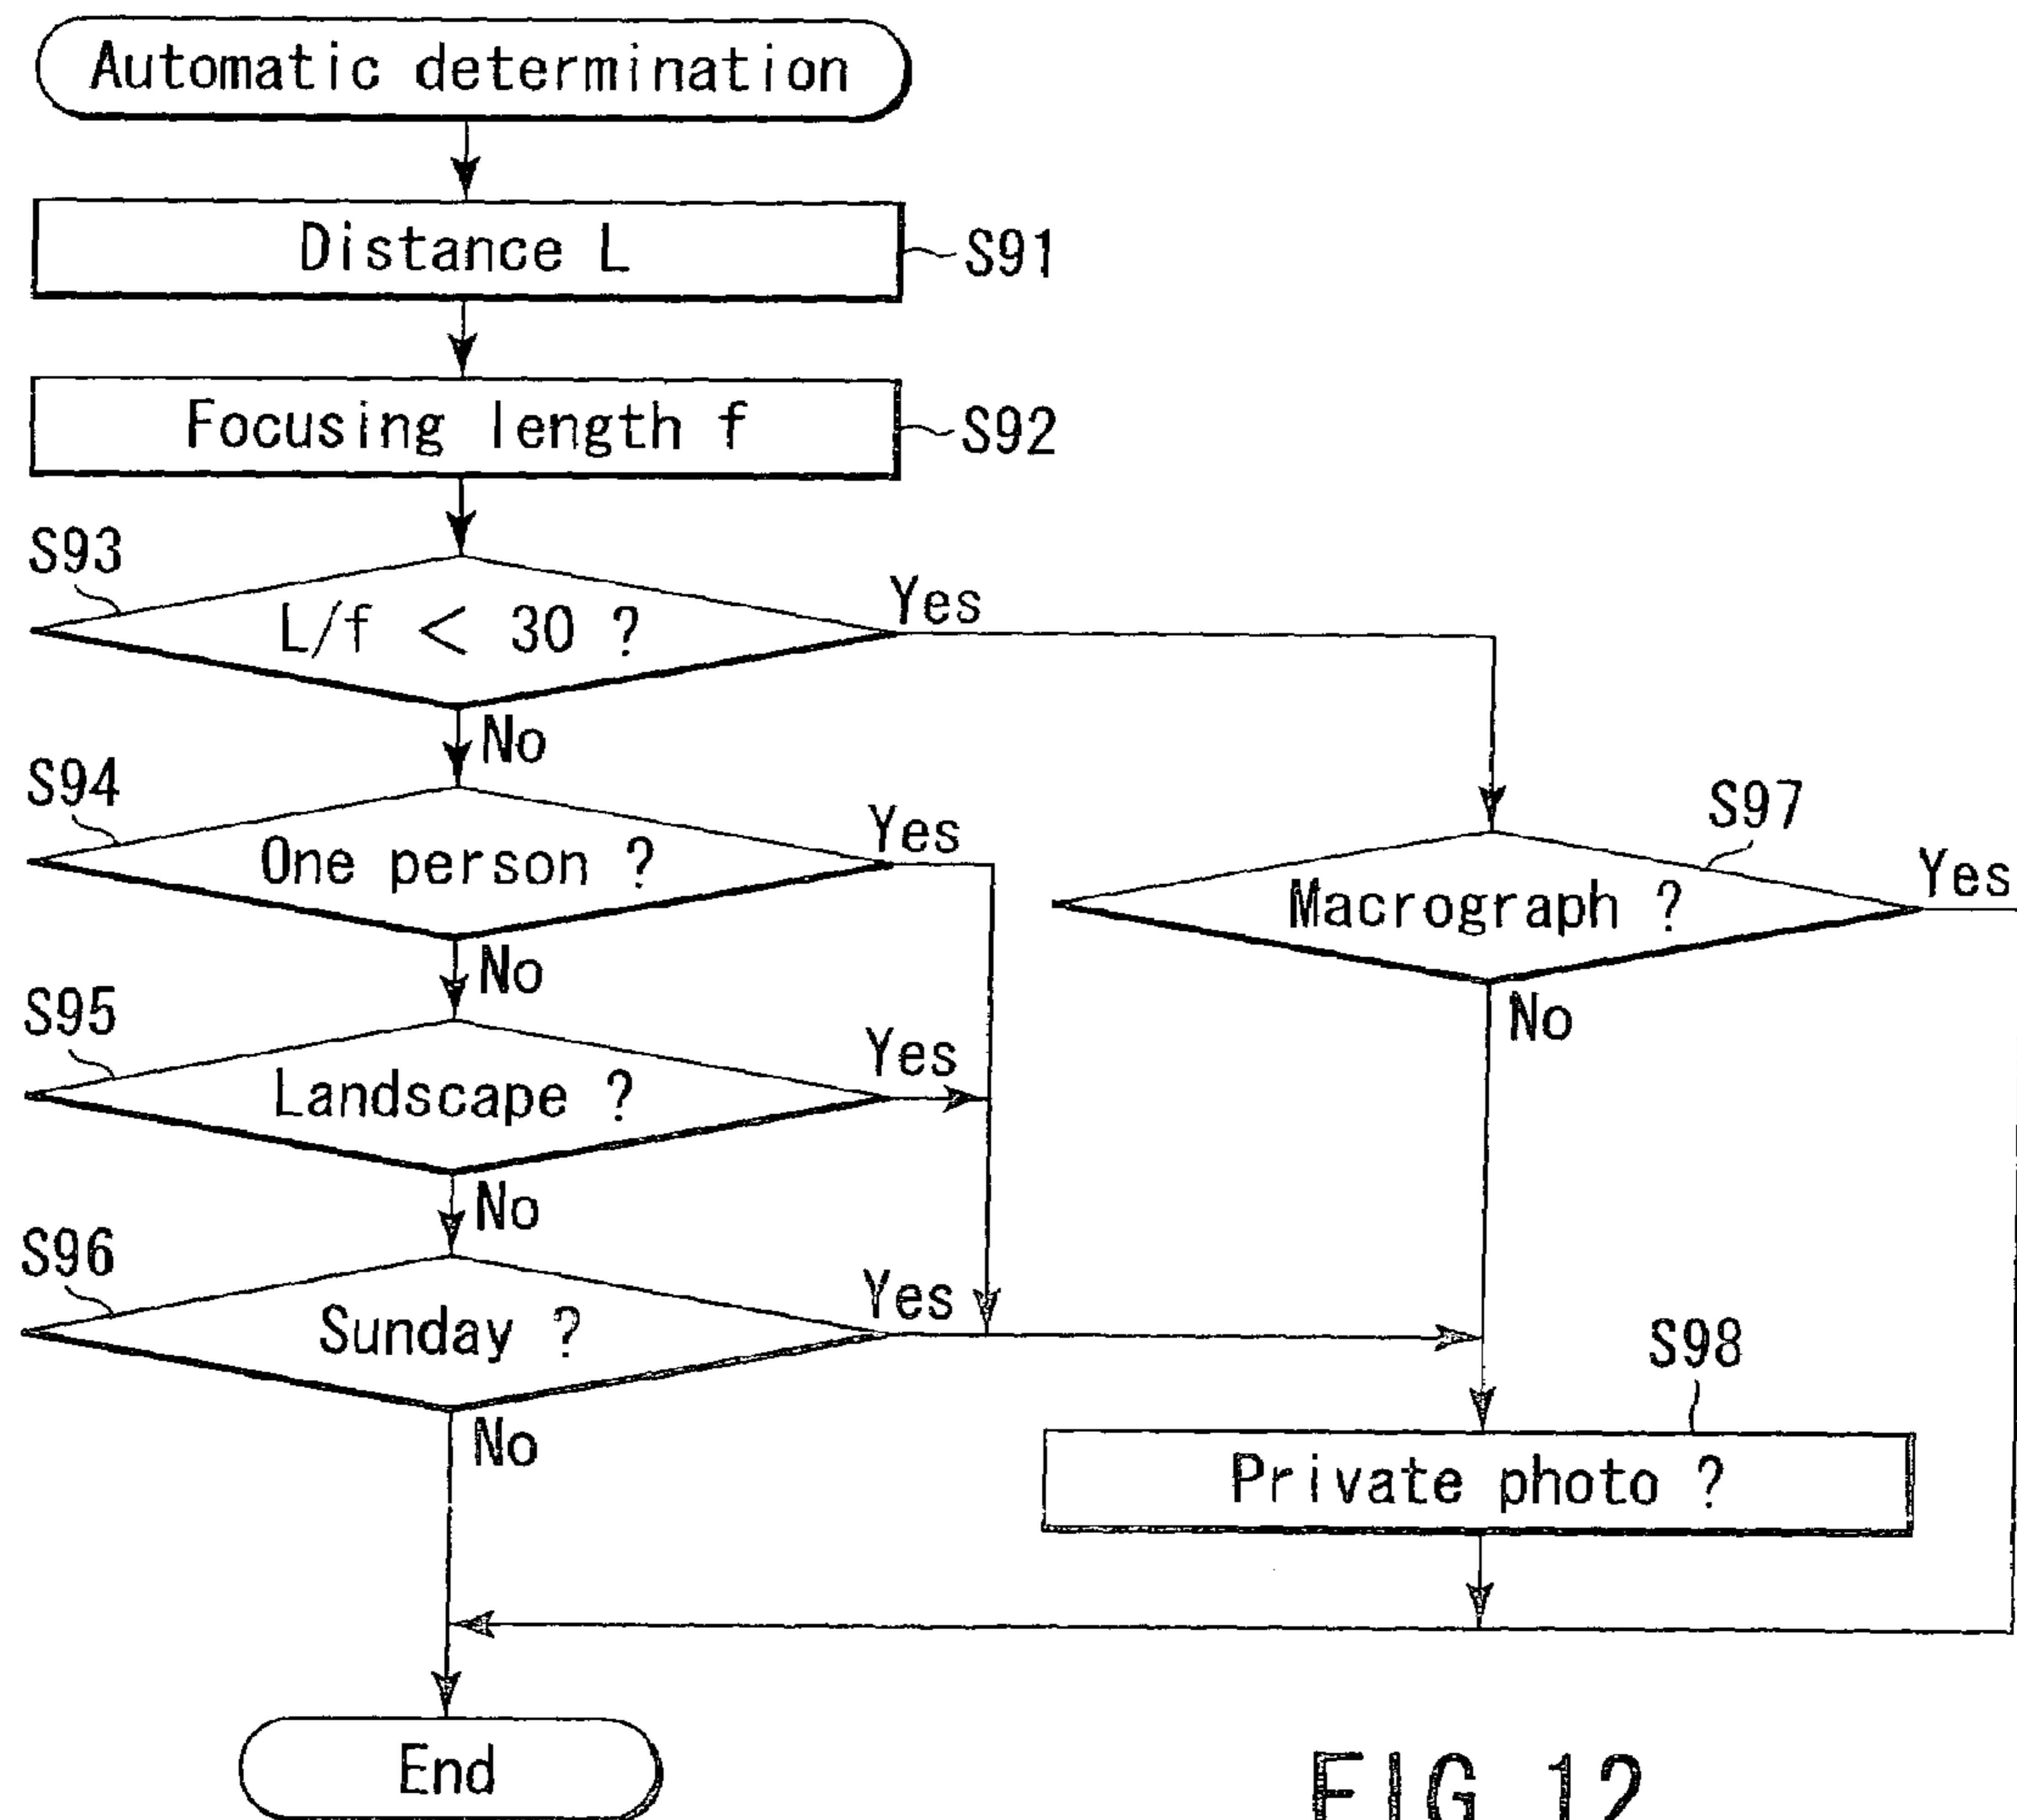 Automatic determination
Distance L
S91
Focusing length f
S92
S93
L/f < 30 ?
Yes
No
S94
One person ?
Yes
No
S95
Landscape ?
Yes
No
S96
Sunday ?
Yes
No
S97
Macrograph ?
Yes
No
S98
Private photo ?
End
FIG. 12